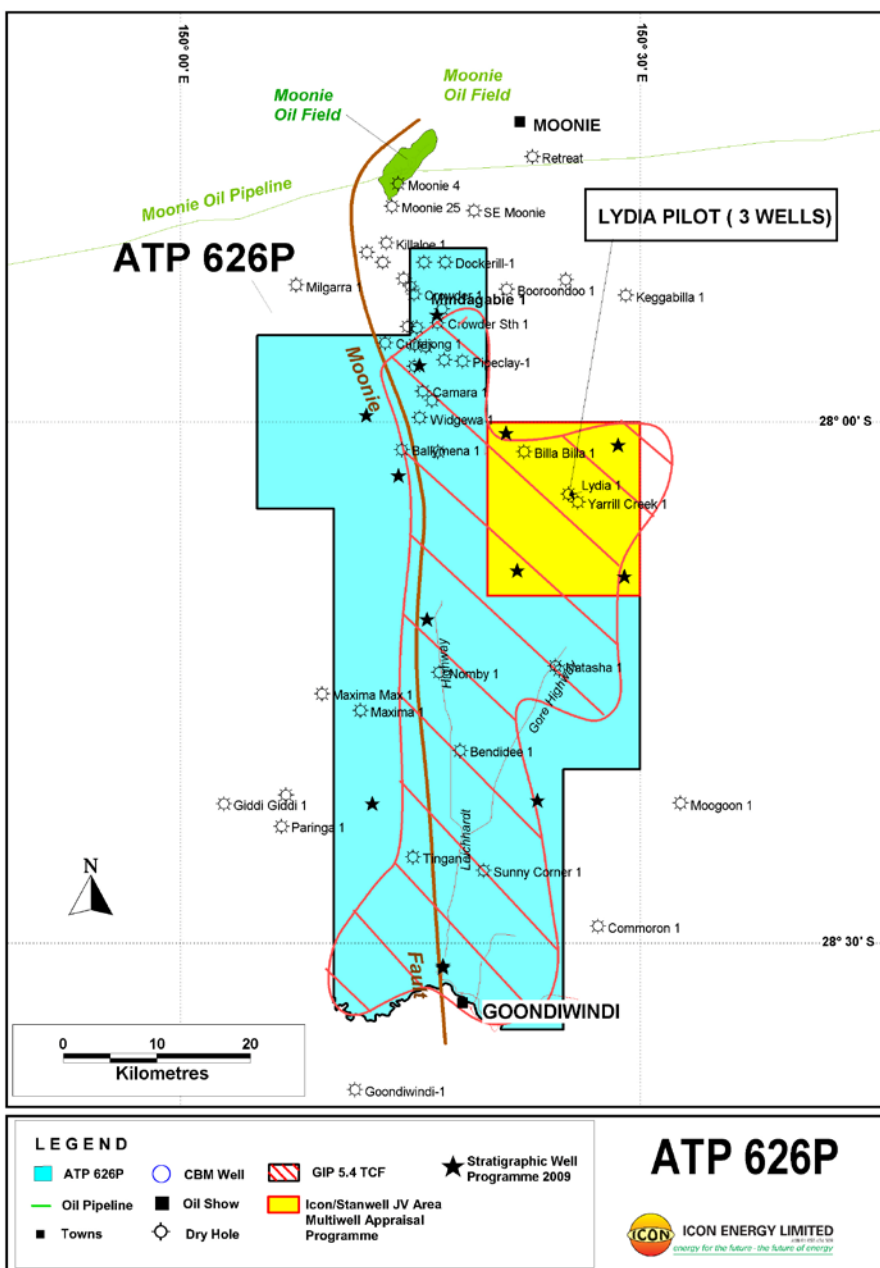 150° 00' E
150° 30' E
Moonie
Oil Field
Moonie
Oil Field
MOONIE
Retreat
Moonie 4
Moonie Oil Pipeline
Moonie 25
SE Moonie
LYDIA PILOT ( 3 WELLS)
ATP 626P
Killaloe 1
Dockerill-1
Milgarra 1
Booroondoo 1
Keggabilla 1
Crowder 1
Mindagabie 1
Crowder Sth 1
Pipeclay-1
Moonie
Camara 1
Widgewa 1
28° 00' S
Ballymena 1
Billa Billa 1
Lydia 1
Yarrill Creek 1
Highway
Nomby 1
Natasha 1
Gore Highway
Maxima Max 1
Maxima 1
Bendidee 1
Giddi Giddi 1
Moogoon 1
Paringa 1
Leichhardt
Tingan
Sunny Corner 1
N
Commoron 1
28° 30' S
Fault
GOONDIWINDI
0 10 20
Kilometres
Goondiwindi-1
LEGEND
ATP 626P
CBM Well
GIP 5.4 TCF
Stratigraphic Well
Programme 2009
Oil Pipeline
Oil Show
Icon/Stanwell JV Area
Multiwell Appraisal
Programme
Towns
Dry Hole
ATP 626P
ICON
ICON ENERGY LIMITED
energy for the future - the future of energy